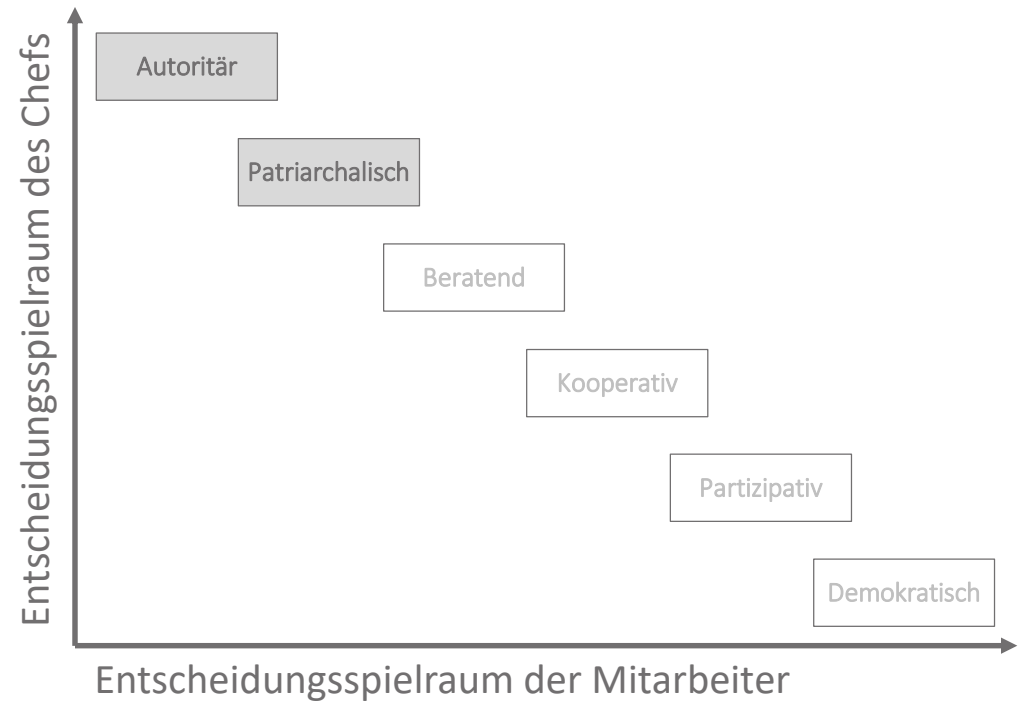 Entscheidungsspielraum des Chefs
Autoritär
Patriarchalisch
Beratend
Kooperativ
Partizipativ
Demokratisch
Entscheidungsspielraum der Mitarbeiter